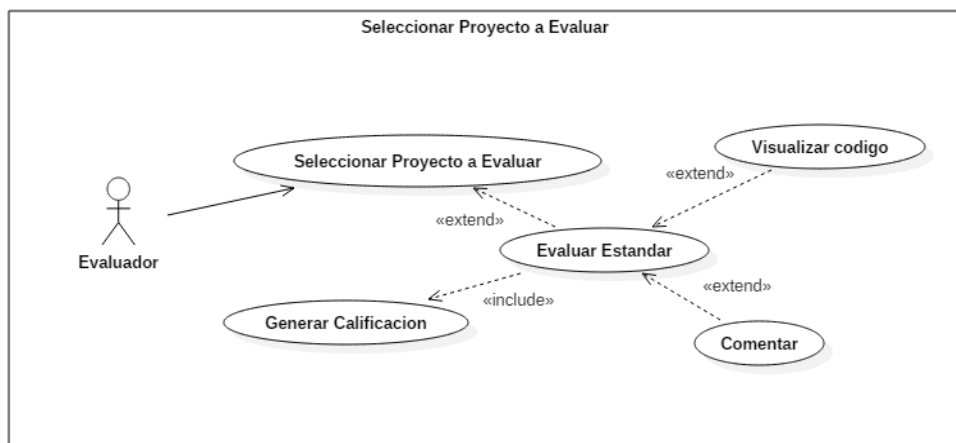 Seleccionar Proyecto a Evaluar
Visualizar codigo
Seleccionar Proyecto a Evaluar
«extend»
«extend»
Evaluar Estandar
Evaluador
«extend»
«include»
Generar Calificacion
Comentar